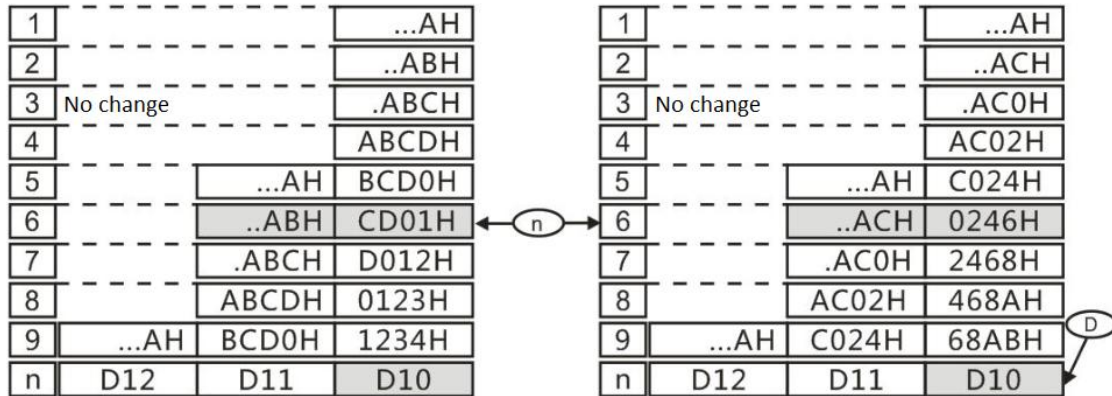 1 ...AH 1 ...AH
2 ..ABH 2 ..ACH
3 No change .ABCH 3 No change .AC0H
4 ABCDH 4 AC02H
5 ...AH BCD0H 5 ...AH C024H
6 ..ABH CD01H n 6 ..ACH 0246H
7 .ABCH D012H 7 .AC0H 2468H
8 ABCDH 0123H 8 AC02H 468AH
9 ...AH BCD0H 1234H 9 ...AH C024H 68ABH D
n D12 D11 D10 n D12 D11 D10